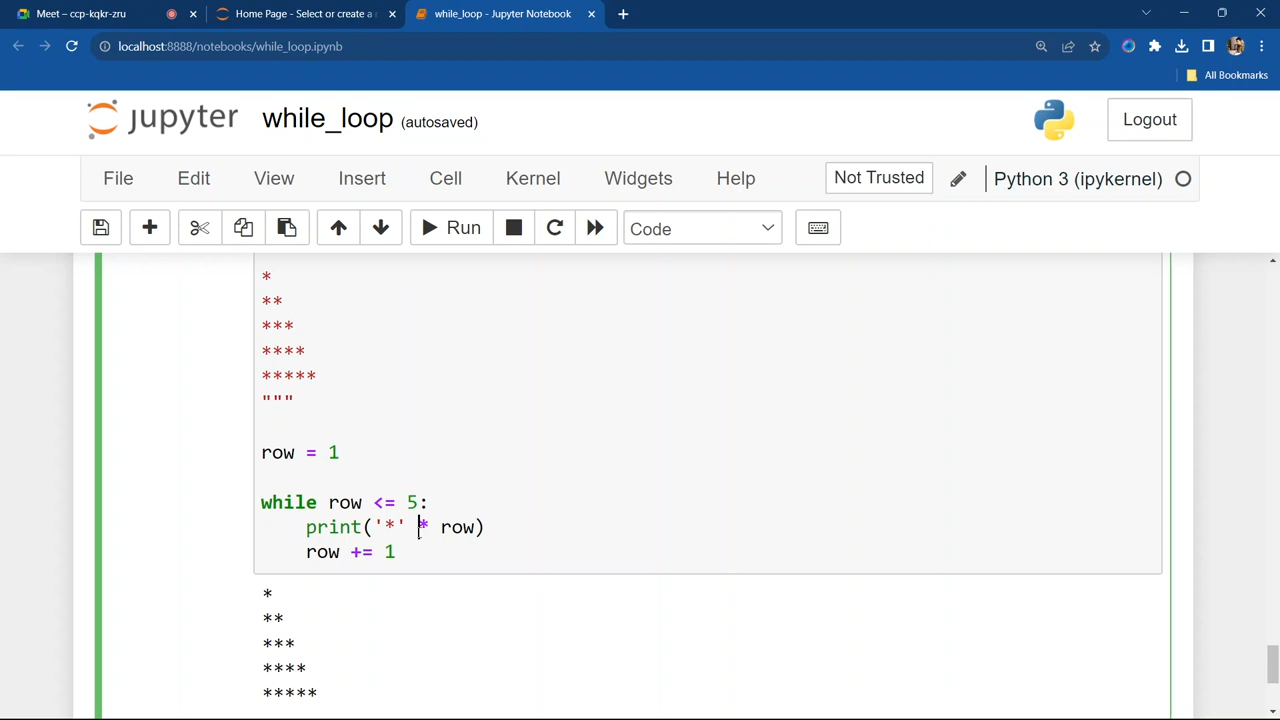 Meet – ccp-kqkr-zru
Home Page - Select or create a
while_loop - Jupyter Notebook
localhost:8888/notebooks/while_loop.ipynb
All Bookmarks
jupyter while_loop (autosaved)
Logout
File Edit View Insert Cell Kernel Widgets Help
Not Trusted
Python 3 (ipykernel)
Run
Code
*
**
***
****
*****
"""
row = 1
while row <= 5:
    print('*' * row)
    row += 1
*
**
***
****
*****